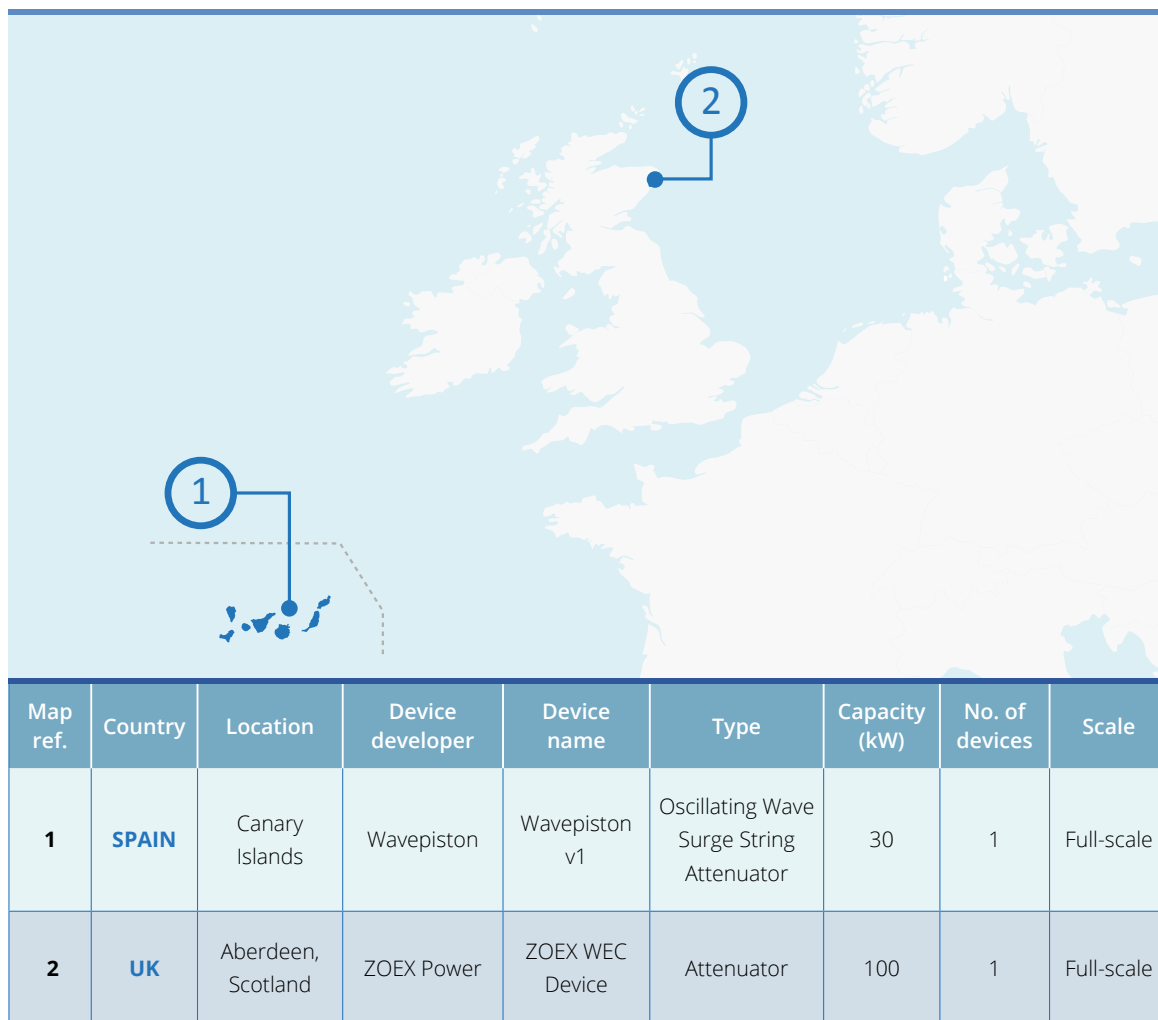 2
1
Map ref.
Country
Location
Device developer
Device name
Type
Capacity (kW)
No. of devices
Scale
1
SPAIN
Canary Islands
Wavepiston
Wavepiston v1
Oscillating Wave Surge String Attenuator
30
1
Full-scale
2
UK
Aberdeen, Scotland
ZOEX Power
ZOEX WEC Device
Attenuator
100
1
Full-scale